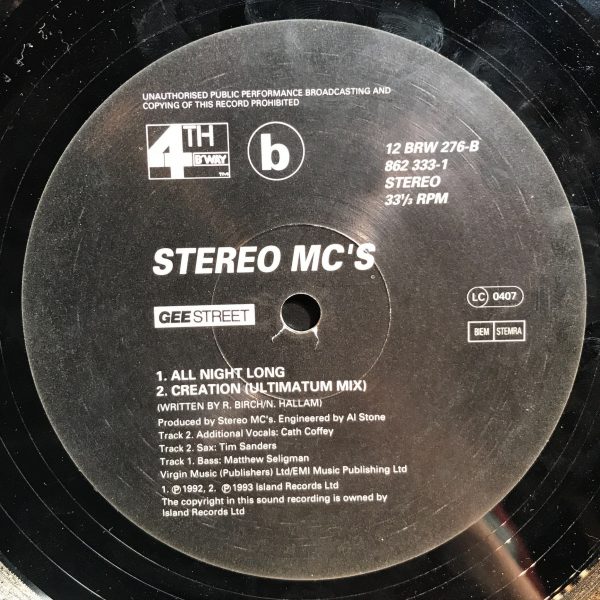 UNAUTHORISED PUBLIC PERFORMANCE BROADCASTING AND
COPYING OF THIS RECORD PROHIBITED
4TH
B'WAY
TM
b
12 BRW 276-B
862 333-1
STEREO
33⅓ RPM
STEREO MC'S
GEE STREET
LC 0407
BIEM STEMRA
1. ALL NIGHT LONG
2. CREATION (ULTIMATUM MIX)
(WRITTEN BY R. BIRCH/N. HALLAM)
Produced by Stereo MC's. Engineered by Al Stone
Track 2. Additional Vocals: Cath Coffey
Track 2. Sax: Tim Sanders
Track 1. Bass: Matthew Seligman
Virgin Music (Publishers) Ltd/EMI Music Publishing Ltd
1. ℗ 1992, 2. ℗ 1993 Island Records Ltd
The copyright in this sound recording is owned by
Island Records Ltd